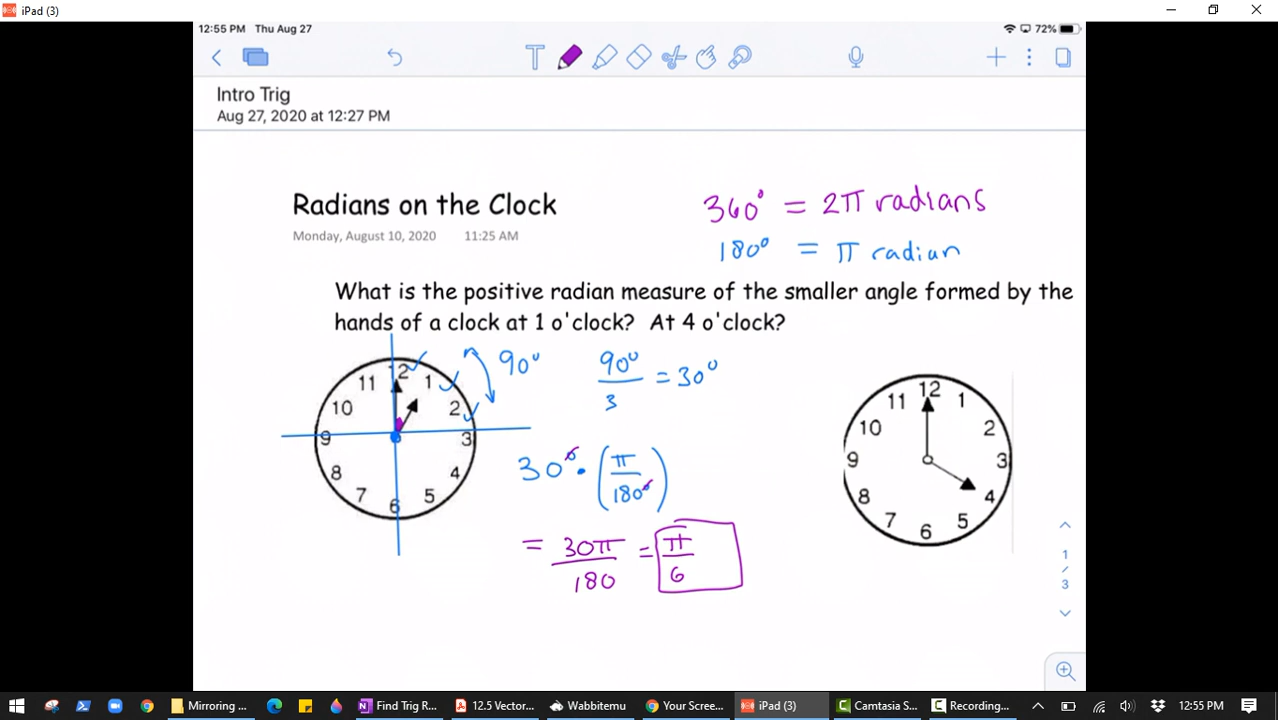 iPad (3)
12:55 PM Thu Aug 27
72%
T
Intro Trig
Aug 27, 2020 at 12:27 PM
Radians on the Clock
Monday, August 10, 2020 11:25 AM
360° = 2π radians
180° = π radian
What is the positive radian measure of the smaller angle formed by the
hands of a clock at 1 o'clock? At 4 o'clock?
12
1
2
3
4
5
6
7
8
9
10
11
90°
90°/3 = 30°
30° · (π/180°)
= 30π/180 = π/6
12
1
2
3
4
5
6
7
8
9
10
11
1
/
3
Mirroring ...
Find Trig R...
12.5 Vector...
Wabbitemu
Your Scree...
iPad (3)
Camtasia S...
Recording...
12:55 PM